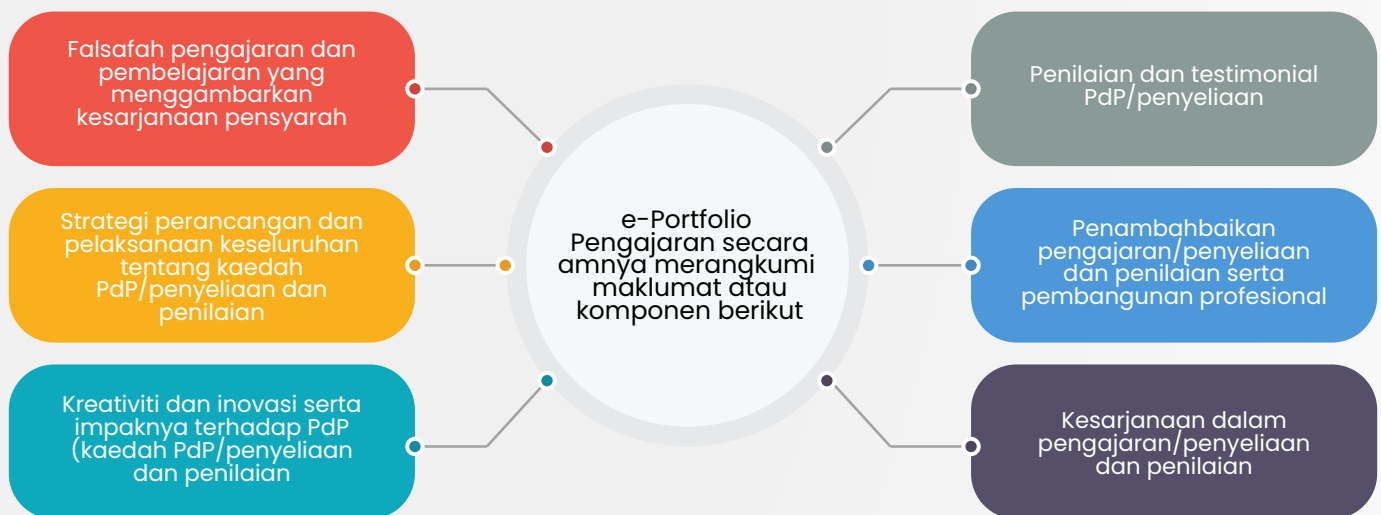 Falsafah pengajaran dan
pembelajaran yang
menggambarkan
kesarjanaan pensyarah
Strategi perancangan dan
pelaksanaan keseluruhan
tentang kaedah
PdP/penyeliaan dan
penilaian
Kreativiti dan inovasi serta
impaknya terhadap PdP
(kaedah PdP/penyeliaan
dan penilaian
e-Portfolio
Pengajaran secara
amnya merangkumi
maklumat atau
komponen berikut
Penilaian dan testimonial
PdP/penyeliaan
Penambahbaikan
pengajaran/penyeliaan
dan penilaian serta
pembangunan profesional
Kesarjanaan dalam
pengajaran/penyeliaan
dan penilaian